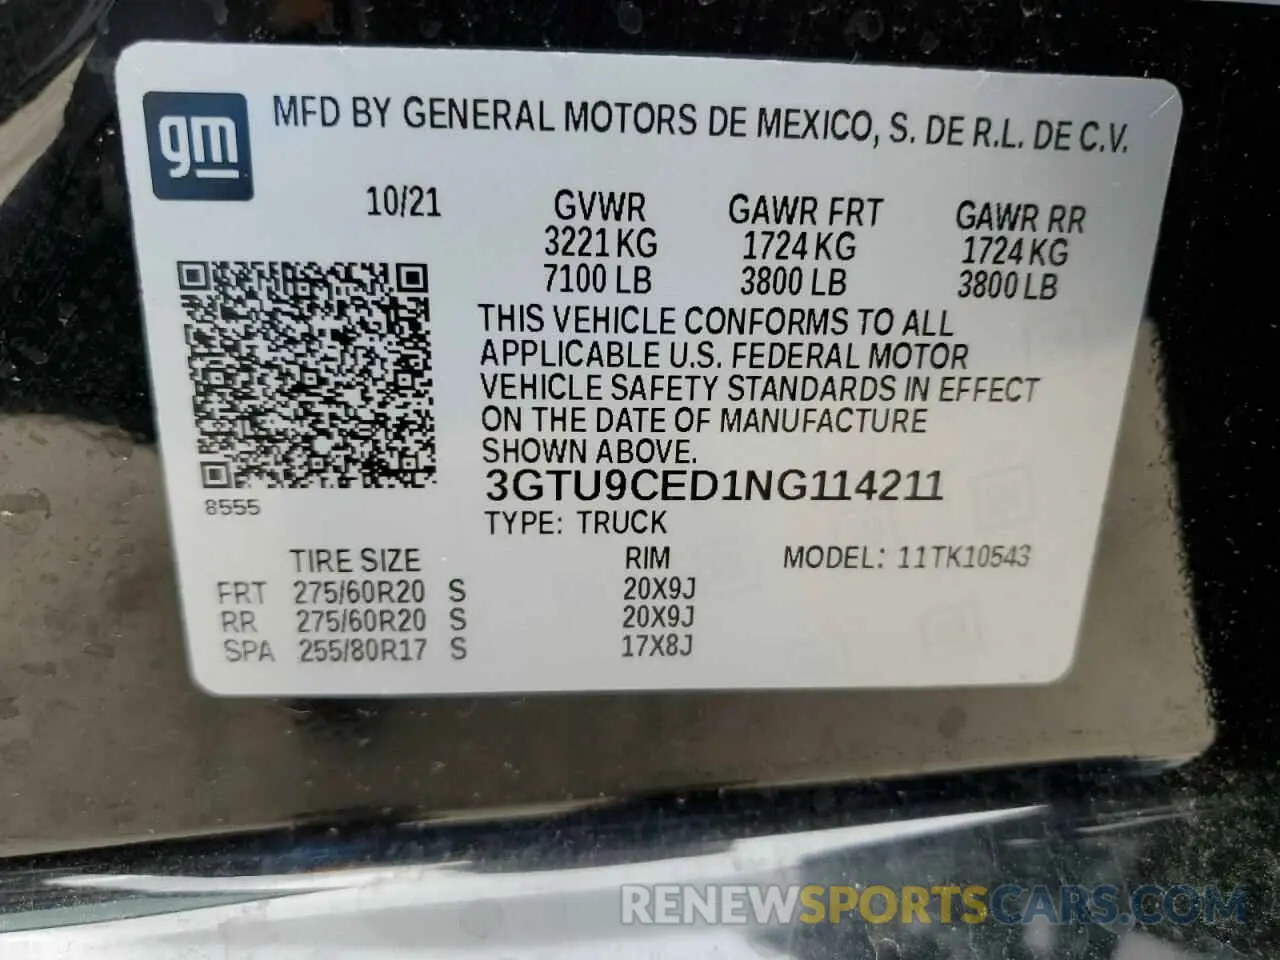 gm
MFD BY GENERAL MOTORS DE MEXICO, S. DE R.L. DE C.V.
10/21 GVWR GAWR FRT GAWR RR
3221 KG 1724 KG 1724 KG
7100 LB 3800 LB 3800 LB
THIS VEHICLE CONFORMS TO ALL
APPLICABLE U.S. FEDERAL MOTOR
VEHICLE SAFETY STANDARDS IN EFFECT
ON THE DATE OF MANUFACTURE
SHOWN ABOVE.
3GTU9CED1NG114211
8555
TYPE: TRUCK
TIRE SIZE RIM MODEL: 11TK10543
FRT 275/60R20 S 20X9J
RR 275/60R20 S 20X9J
SPA 255/80R17 S 17X8J
RENEWSPORTSCARS.COM